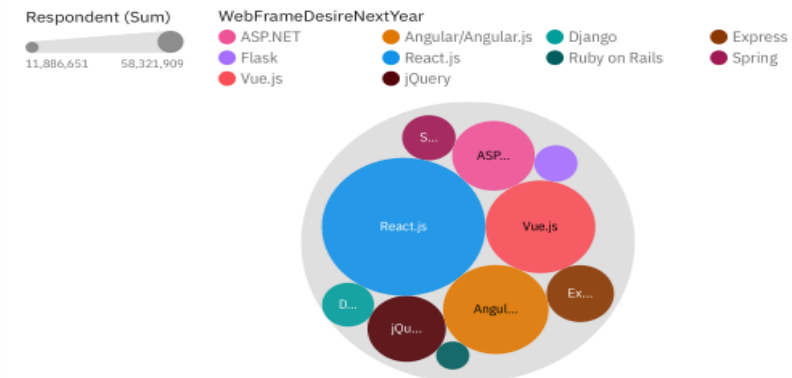 Respondent (Sum)
11,886,651 58,321,909
WebFrameDesireNextYear
ASP.NET Angular/Angular.js Django Express
Flask React.js Ruby on Rails Spring
Vue.js jQuery
S...
ASP...
React.js
Vue.js
D...
jQu...
Angul...
Ex...